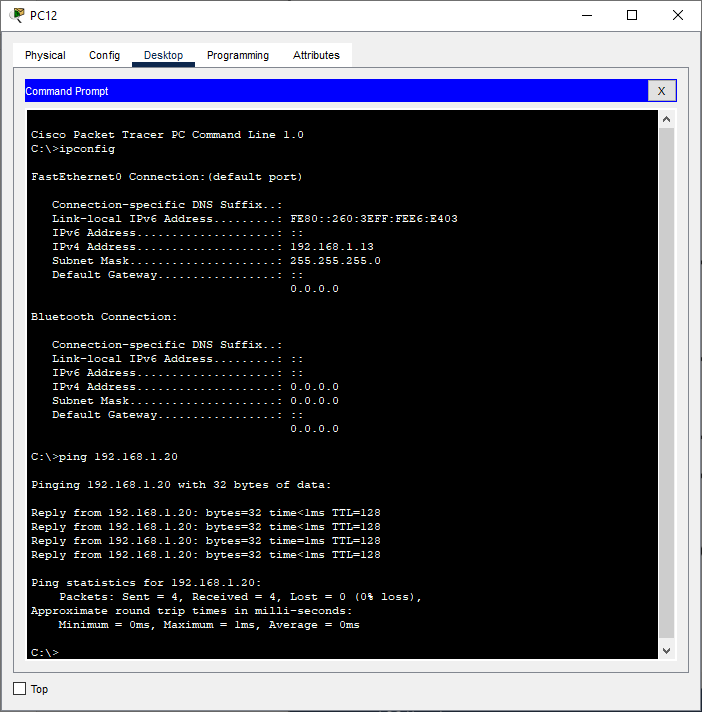 PC12
Physical Config Desktop Programming Attributes
Command Prompt X
Cisco Packet Tracer PC Command Line 1.0
C:\>ipconfig
FastEthernet0 Connection:(default port)
Connection-specific DNS Suffix..:
Link-local IPv6 Address.........: FE80::260:3EFF:FEE6:E403
IPv6 Address....................: ::
IPv4 Address....................: 192.168.1.13
Subnet Mask.....................: 255.255.255.0
Default Gateway.................: ::
0.0.0.0
Bluetooth Connection:
Connection-specific DNS Suffix..:
Link-local IPv6 Address.........: ::
IPv6 Address....................: ::
IPv4 Address....................: 0.0.0.0
Subnet Mask.....................: 0.0.0.0
Default Gateway.................: ::
0.0.0.0
C:\>ping 192.168.1.20
Pinging 192.168.1.20 with 32 bytes of data:
Reply from 192.168.1.20: bytes=32 time<1ms TTL=128
Reply from 192.168.1.20: bytes=32 time<1ms TTL=128
Reply from 192.168.1.20: bytes=32 time=1ms TTL=128
Reply from 192.168.1.20: bytes=32 time<1ms TTL=128
Ping statistics for 192.168.1.20:
Packets: Sent = 4, Received = 4, Lost = 0 (0% loss),
Approximate round trip times in milli-seconds:
Minimum = 0ms, Maximum = 1ms, Average = 0ms
C:\>
Top